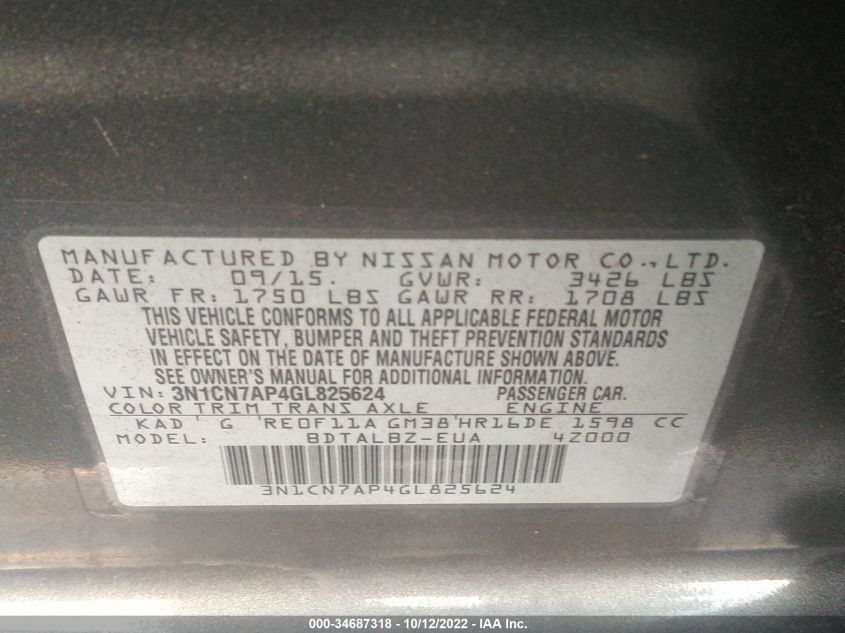 MANUFACTURED BY NISSAN MOTOR CO., LTD.
DATE: 09/15. GVWR: 3426 LBS
GAWR FR: 1750 LBS GAWR RR: 1708 LBS
THIS VEHICLE CONFORMS TO ALL APPLICABLE FEDERAL MOTOR
VEHICLE SAFETY, BUMPER AND THEFT PREVENTION STANDARDS
IN EFFECT ON THE DATE OF MANUFACTURE SHOWN ABOVE.
SEE OWNER'S MANUAL FOR ADDITIONAL INFORMATION.
VIN: 3N1CN7AP4GL825624 PASSENGER CAR.
COLOR TRIM TRANS AXLE ENGINE
KAD G RE0F11A GM38 HR16DE 1598 CC
MODEL: BDTALBZ-EUA 4Z000
3N1CN7AP4GL825624
000-34687318 - 10/12/2022 - IAA Inc.